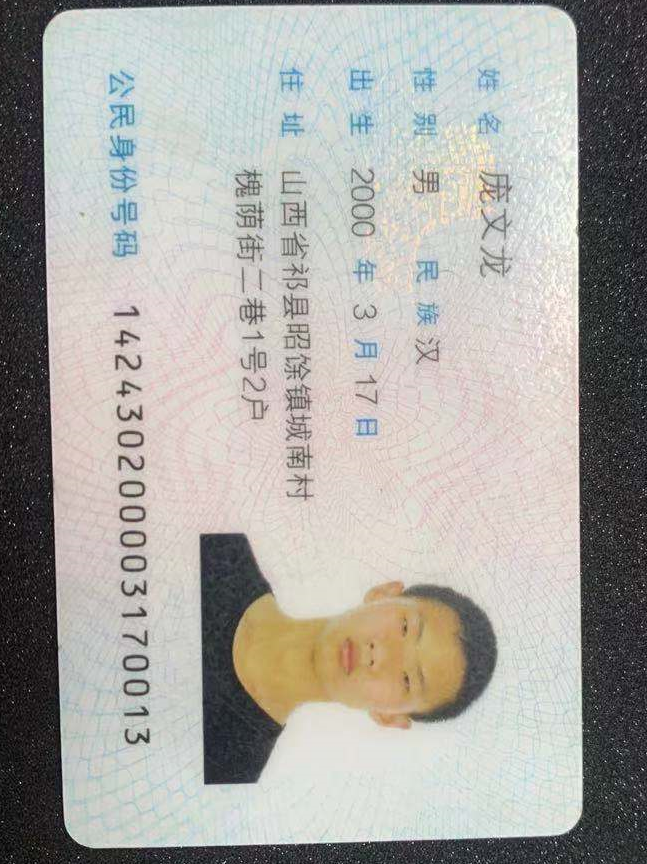 姓名 庞文龙
性别 男 民族 汉
出生 2000 年 3 月 17 日
住址 山西省祁县昭馀镇城南村
槐荫街二巷1号2户
公民身份号码 142430200003170013